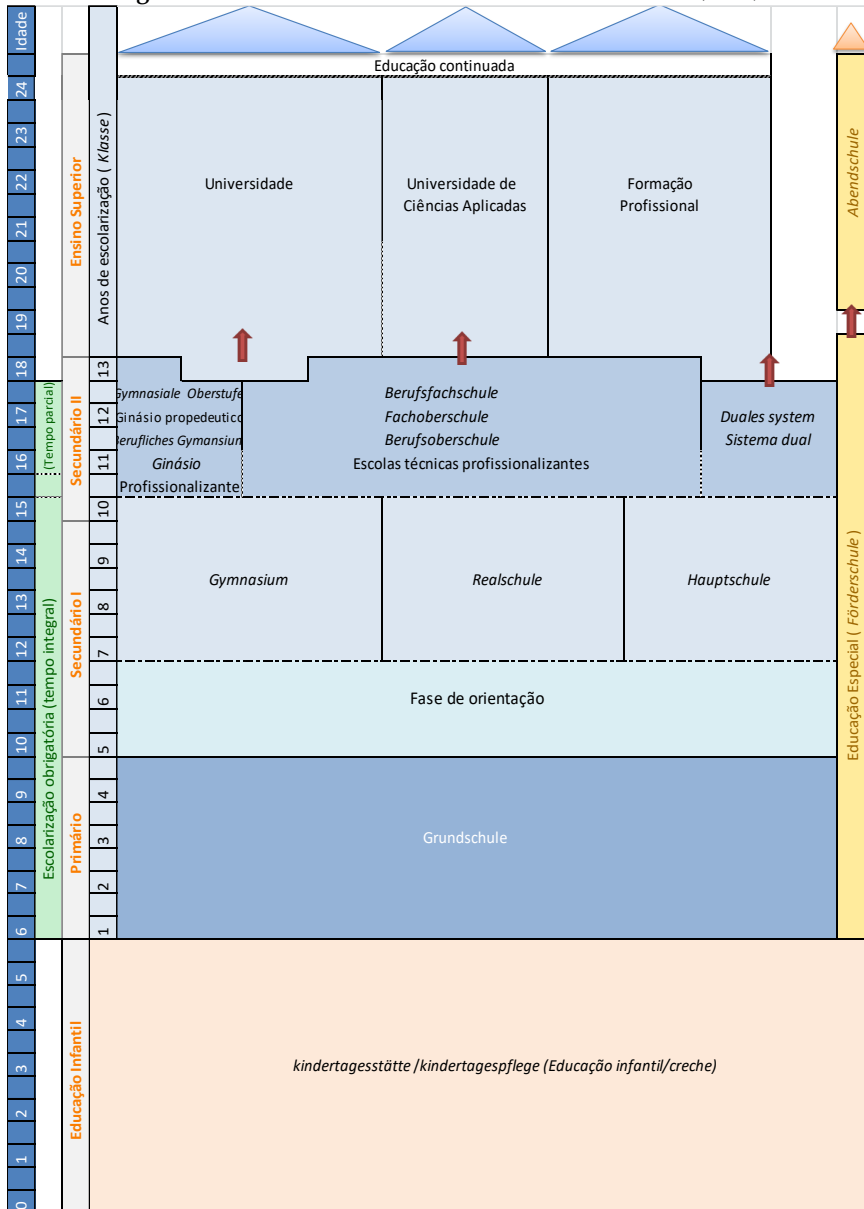 Idade
24
23
22
21
20
19
18
17
16
15
14
13
12
11
10
9
8
7
6
5
4
3
2
1
0
(Tempo parcial)
Escolarização obrigatória (tempo integral)
Ensino Superior
Secundário II
Secundário I
Primário
Educação Infantil
Anos de escolarização ( Klasse)
13
12
11
10
9
8
7
6
5
4
3
2
1
Educação continuada
Universidade
Universidade de
Ciências Aplicadas
Formação
Profissional
Gymnasiale Oberstufe
Ginásio propedeutico
Berufliches Gymansium
Ginásio
Profissionalizante
Berufsfachschule
Fachoberschule
Berufsoberschule
Escolas técnicas profissionalizantes
Duales system
Sistema dual
Gymnasium
Realschule
Hauptschule
Fase de orientação
Grundschule
kindertagesstätte /kindertagespflege (Educação infantil/creche)
Abendschule
Educação Especial ( Förderschule)